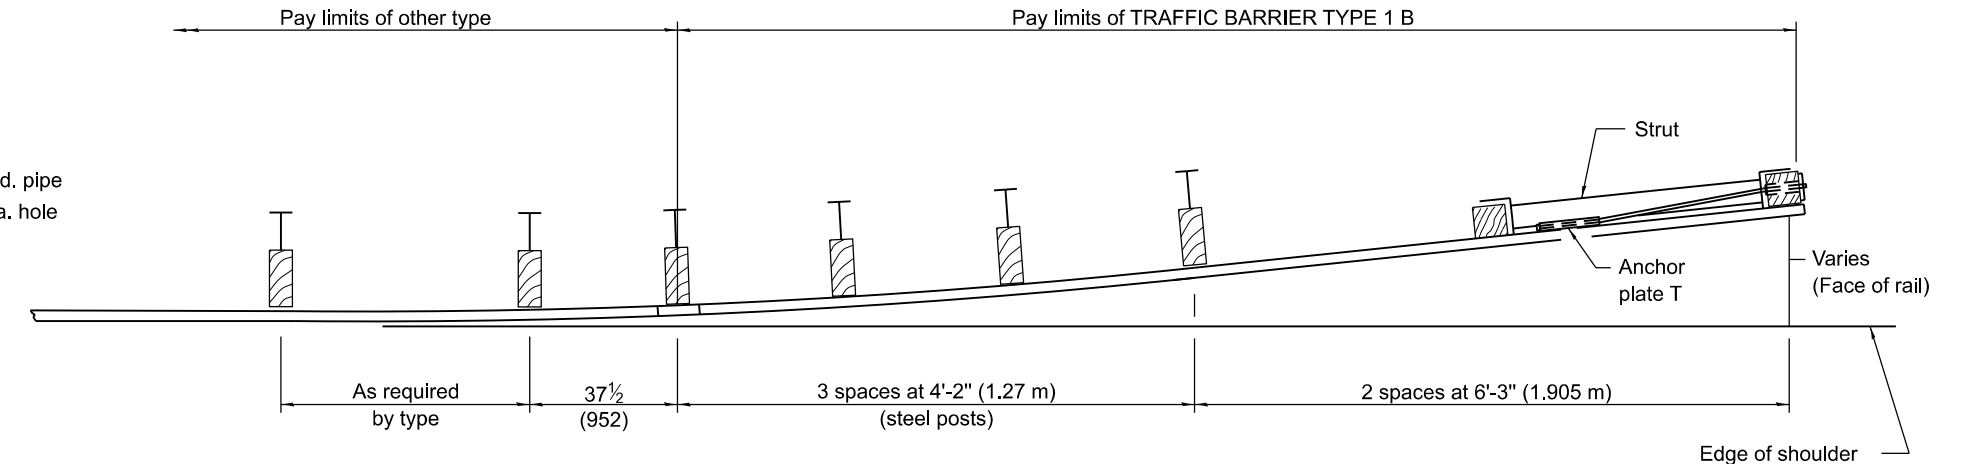 Pay limits of other type
Pay limits of TRAFFIC BARRIER TYPE 1 B
Strut
d. pipe
a. hole
Anchor
plate T
Varies
(Face of rail)
As required
by type
37½
(952)
3 spaces at 4'-2" (1.27 m)
(steel posts)
2 spaces at 6'-3" (1.905 m)
Edge of shoulder